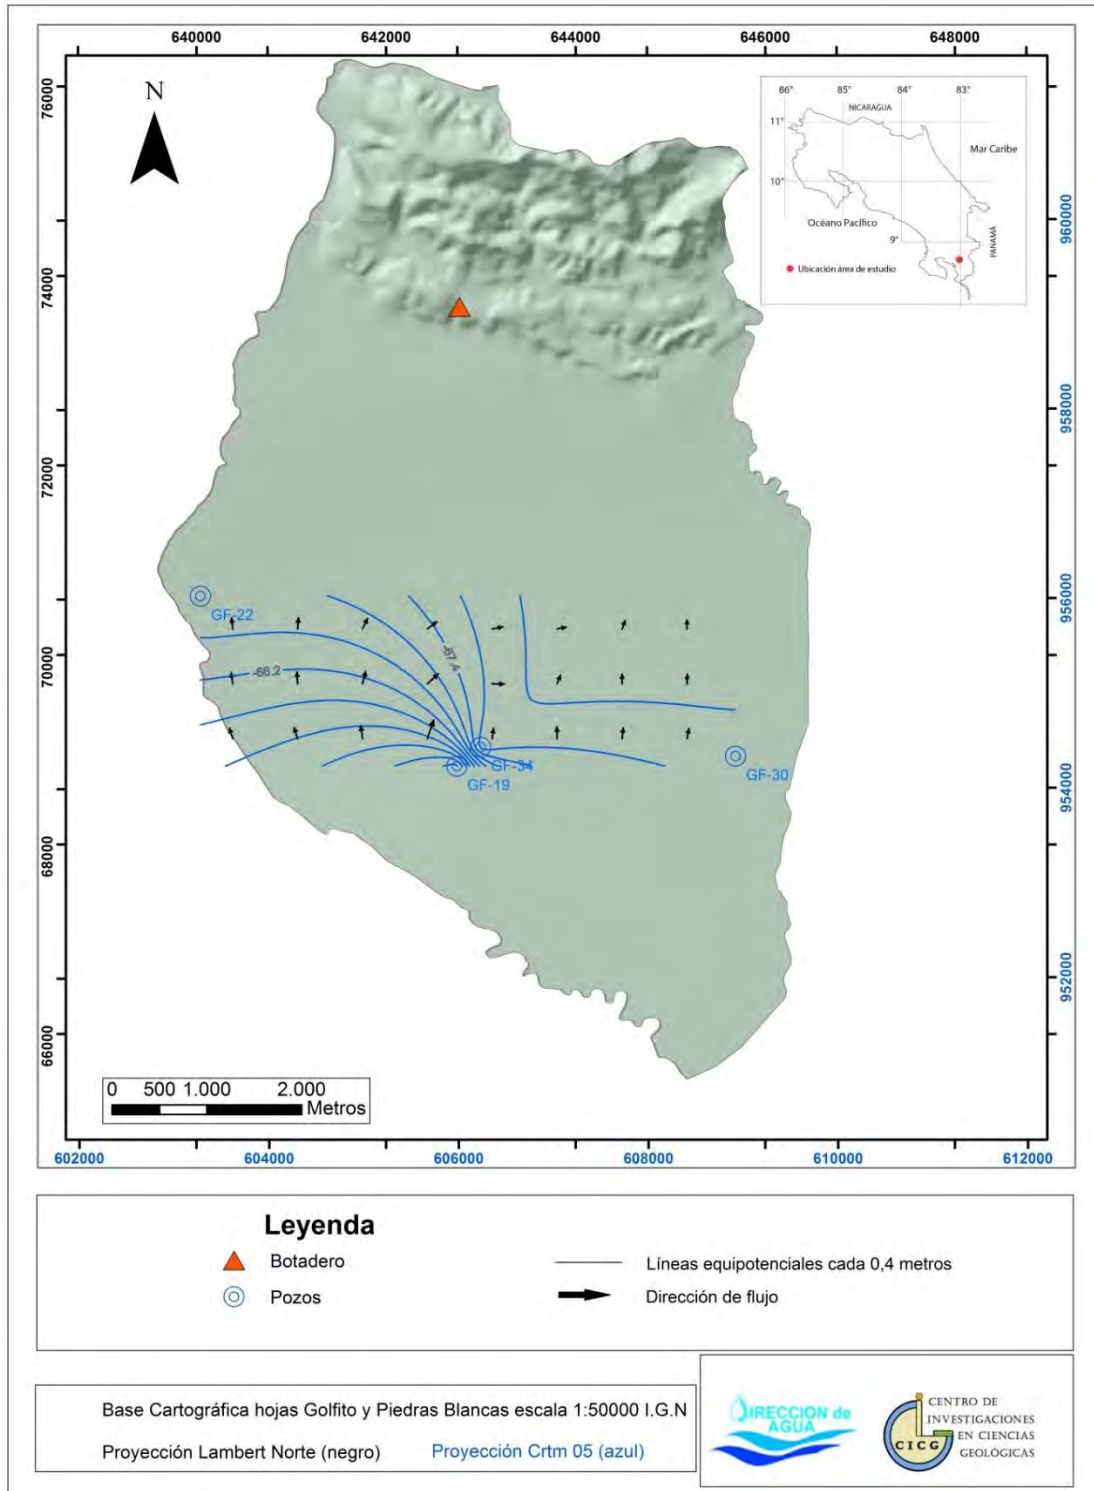 640000 642000 644000 646000 648000
76000
74000
72000
70000
68000
66000
N
86° 85° 84° 83°
NICARAGUA
11°
Mar Caribe
10°
Océano Pacífico
9°
PANAMÁ
Ubicación área de estudio
960000
958000
956000
954000
952000
GF-22
-66.2
-67.4
GF-34
GF-19
GF-30
0 500 1.000 2.000
Metros
602000 604000 606000 608000 610000 612000
Leyenda
Botadero
Líneas equipotenciales cada 0,4 metros
Pozos
Dirección de flujo
Base Cartográfica hojas Golfito y Piedras Blancas escala 1:50000 I.G.N
Proyección Lambert Norte (negro) Proyección Crtm 05 (azul)
DIRECCION de
AGUA
CICG
CENTRO DE
INVESTIGACIONES
EN CIENCIAS
GEOLÓGICAS